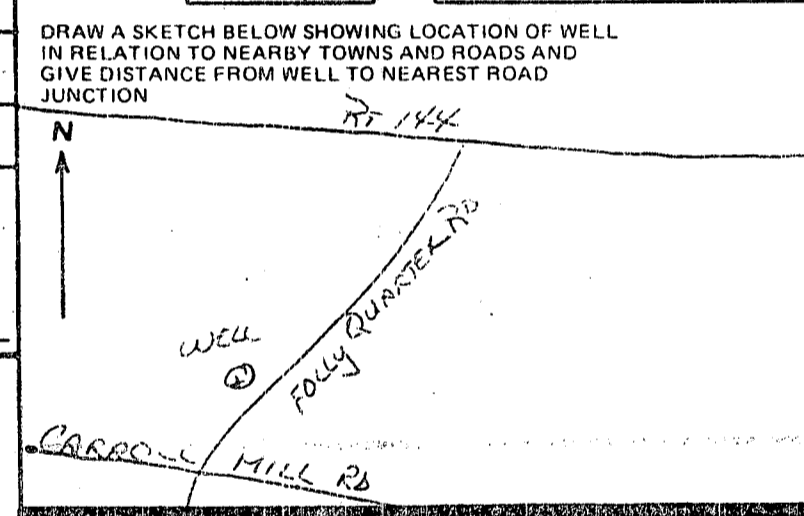 DRAW A SKETCH BELOW SHOWING LOCATION OF WELL
IN RELATION TO NEARBY TOWNS AND ROADS AND
GIVE DISTANCE FROM WELL TO NEAREST ROAD
JUNCTION
RT 144
N
FOLLY QUARTER RD
WELL
CARROLL MILL RD